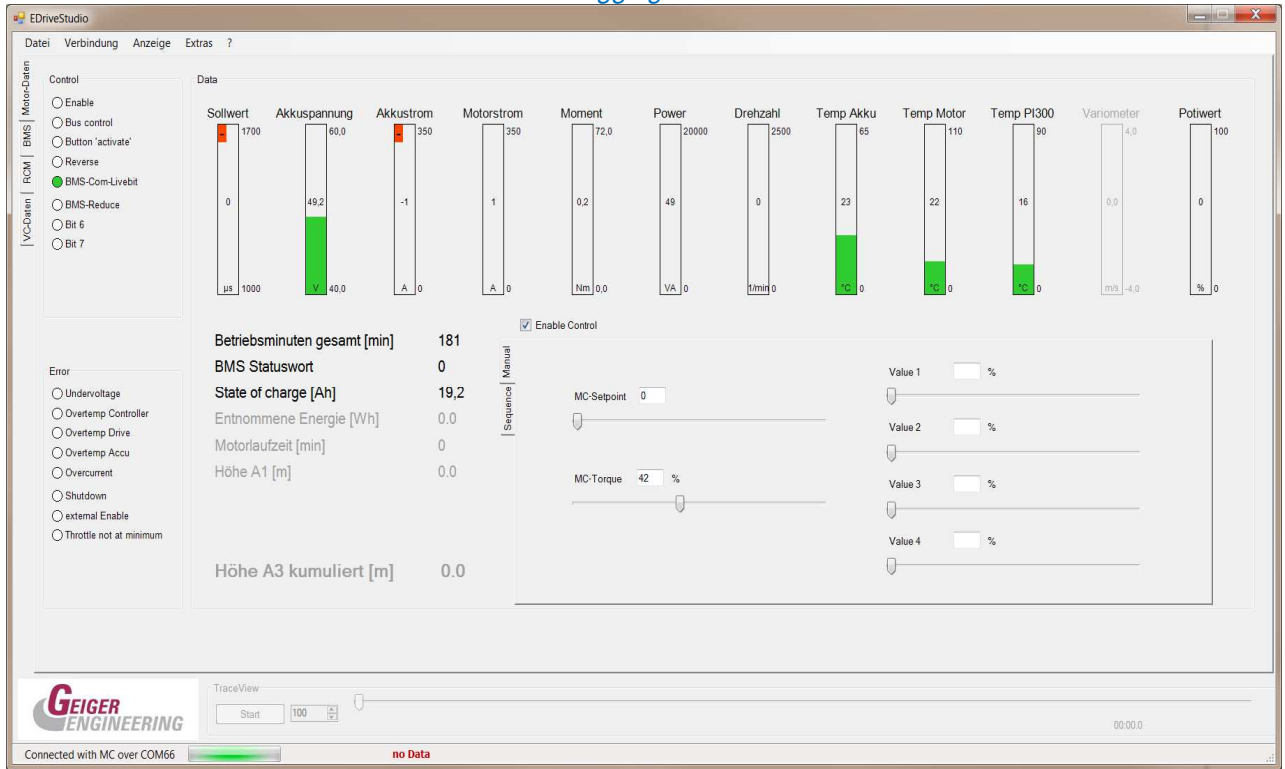 EDriveStudio
Datei Verbindung Anzeige Extras ?
Motor-Daten
BMS
RCM
VC-Daten
Control
Enable
Bus control
Button 'activate'
Reverse
BMS-Com-Livebit
BMS-Reduce
Bit 6
Bit 7
Error
Undervoltage
Overtemp Controller
Overtemp Drive
Overtemp Accu
Overcurrent
Shutdown
external Enable
Throttle not at minimum
Data
Sollwert Akkuspannung Akkustrom Motorstrom Moment Power Drehzahl Temp Akku Temp Motor Temp PI300 Variometer Potiwert
- 1700 60,0 - 350 350 72,0 20000 2500 65 110 90 4,0 100
0 49,2 -1 1 0,2 49 0 23 22 16 0,0 0
µs 1000 V 40,0 A 0 A 0 Nm 0,0 VA 0 1/min 0 °C 0 °C 0 °C 0 m/s -4,0 % 0
Betriebsminuten gesamt [min] 181
BMS Statuswort 0
State of charge [Ah] 19,2
Entnommene Energie [Wh] 0.0
Motorlaufzeit [min] 0
Höhe A1 [m] 0.0
Höhe A3 kumuliert [m] 0.0
Enable Control
Manual
Sequence
MC-Setpoint 0
MC-Torque 42 %
Value 1 %
Value 2 %
Value 3 %
Value 4 %
GEIGER
ENGINEERING
TraceView
Start 100
00:00.0
Connected with MC over COM66 no Data